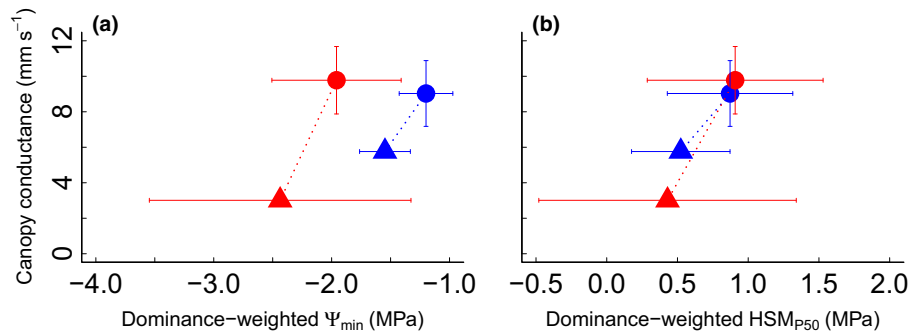 (a)
(b)
Canopy conductance (mm s⁻¹)
12
8
4
0
−4.0 −3.0 −2.0 −1.0
−0.5 0.0 0.5 1.0 1.5 2.0
Dominance−weighted Ψmin (MPa)
Dominance−weighted HSMP50 (MPa)